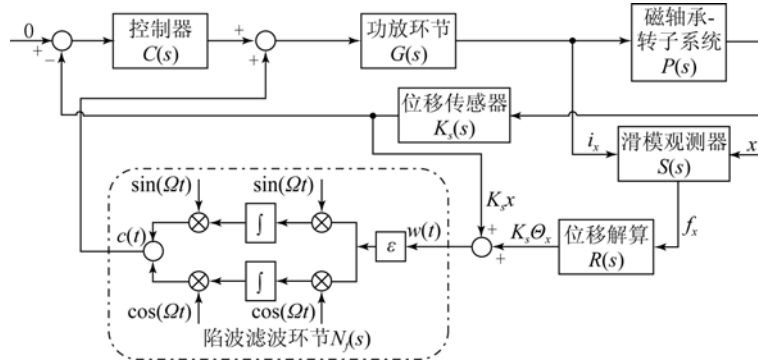 0
+
−
控制器
C(s)
+
+
功放环节
G(s)
磁轴承-
转子系统
P(s)
位移传感器
Kₛ(s)
iₓ
滑模观测器
S(s)
x
sin(Ωt)
sin(Ωt)
Kₛx
c(t)
∫
ε
w(t)
+
+
KₛΘₓ
位移解算
R(s)
fₓ
∫
cos(Ωt)
cos(Ωt)
陷波滤波环节N_f(s)